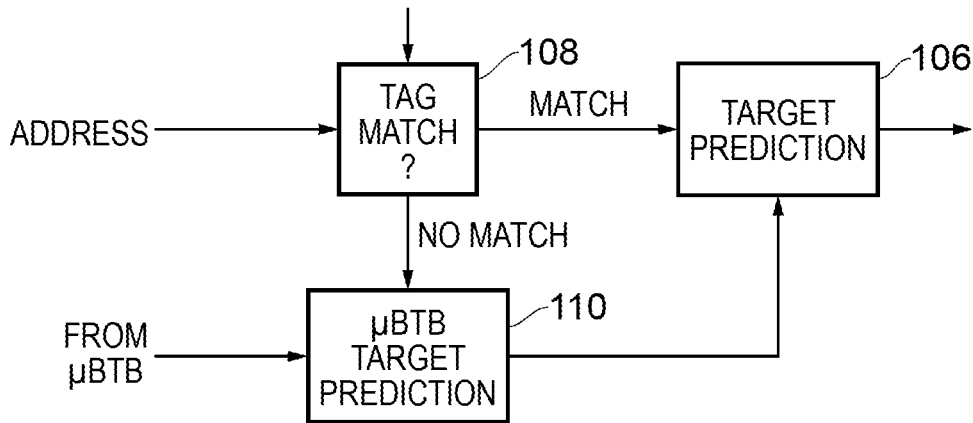 108
106
TAG
MATCH
?
ADDRESS
MATCH
TARGET
PREDICTION
NO MATCH
110
FROM
µBTB
µBTB
TARGET
PREDICTION